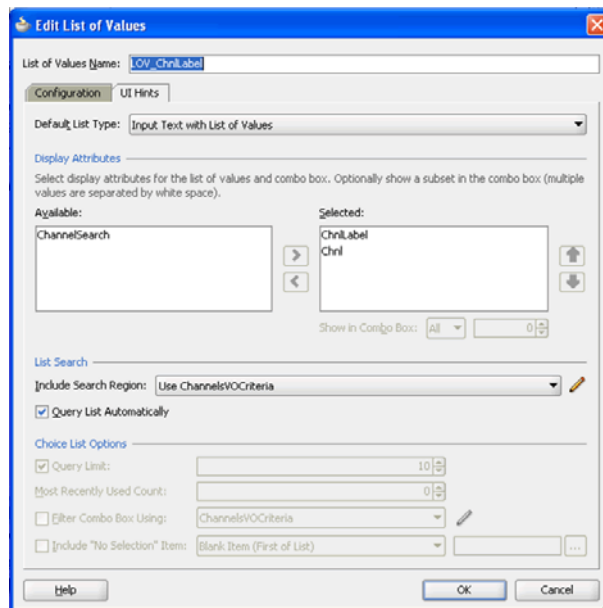 Edit List of Values
List of Values Name: LOV_ChnlLabel
Configuration UI Hints
Default List Type: Input Text with List of Values
Display Attributes
Select display attributes for the list of values and combo box. Optionally show a subset in the combo box (multiple
values are separated by white space).
Available: Selected:
ChannelSearch ChnlLabel
Chnl
Show in Combo Box: All 0
List Search
Include Search Region: Use ChannelsVOCriteria
Query List Automatically
Choice List Options
Query Limit: 10
Most Recently Used Count: 0
Filter Combo Box Using: ChannelsVOCriteria
Include "No Selection" Item: Blank Item (First of List) ...
Help OK Cancel